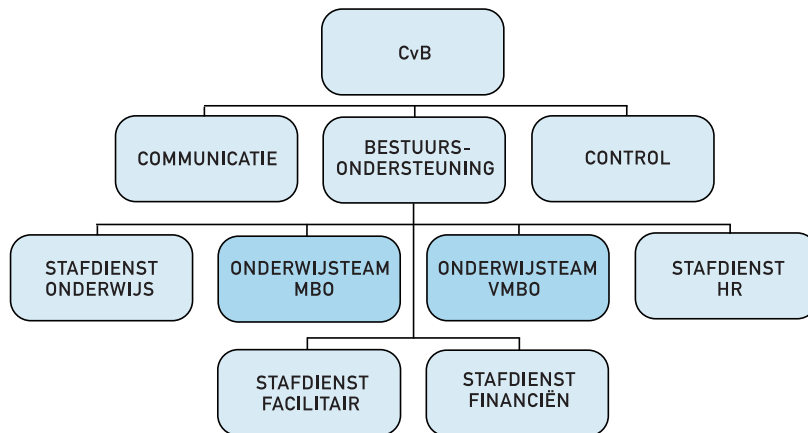 CvB
COMMUNICATIE
BESTUURS-
ONDERSTEUNING
CONTROL
STAFDIENST
ONDERWIJS
ONDERWIJSTEAM
MBO
ONDERWIJSTEAM
VMBO
STAFDIENST
HR
STAFDIENST
FACILITAIR
STAFDIENST
FINANCIËN